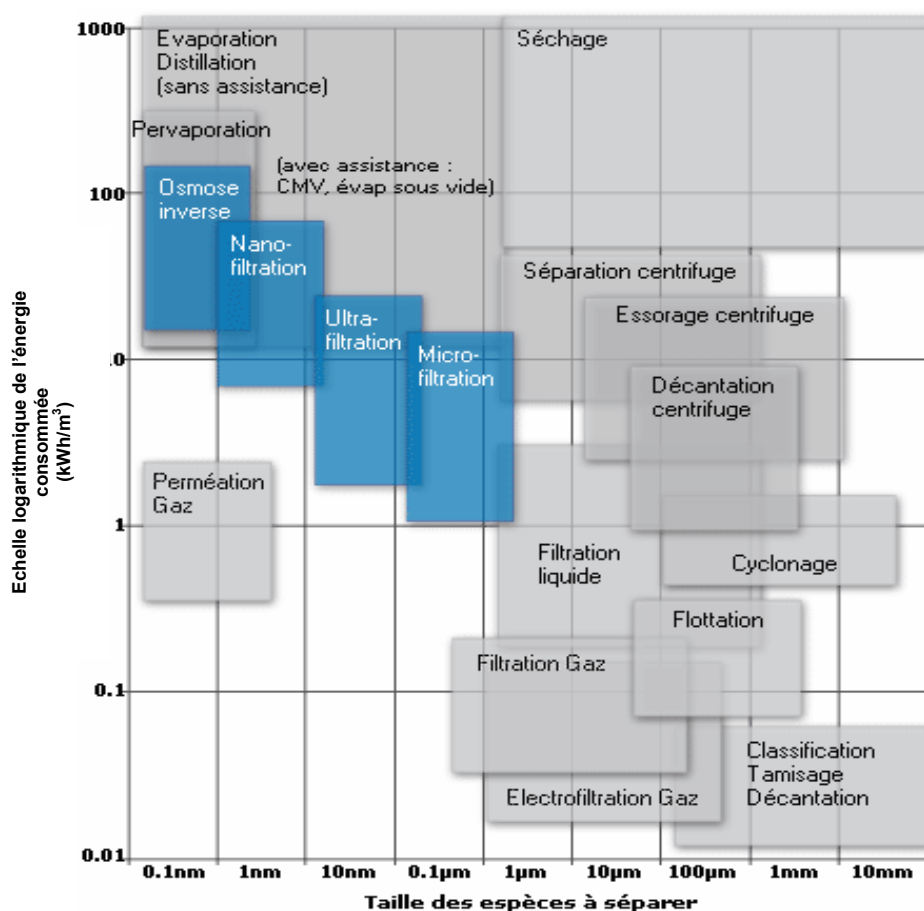 1000
Evaporation
Distillation
(sans assistance)
Séchage
Pervaporation
(avec assistance :
CMV, évap sous vide)
100
Osmose
inverse
Nano-
filtration
Séparation centrifuge
Essorage centrifuge
Ultra-
filtration
Micro-
filtration
.0
Décantation
centrifuge
Echelle logarithmique de l'énergie
consommée
(kWh/m³)
Perméation
Gaz
1
Filtration
liquide
Cyclonage
Flottation
Filtration Gaz
0.1
Classification
Tamisage
Décantation
Electrofiltration Gaz
0.01
0.1nm 1nm 10nm 0.1µm 1µm 10µm 100µm 1mm 10mm
Taille des espèces à séparer